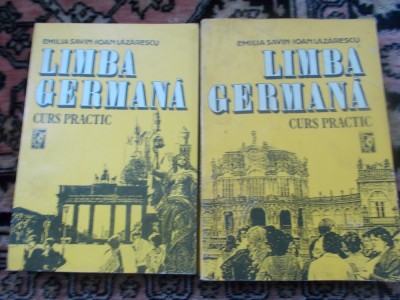 EMILIA SAVIN IOAN LĂZĂRESCU
LIMBA
GERMANĂ
CURS PRACTIC
EMILIA SAVIN IOAN LĂZĂRESCU
LIMBA
GERMANĂ
CURS PRACTIC